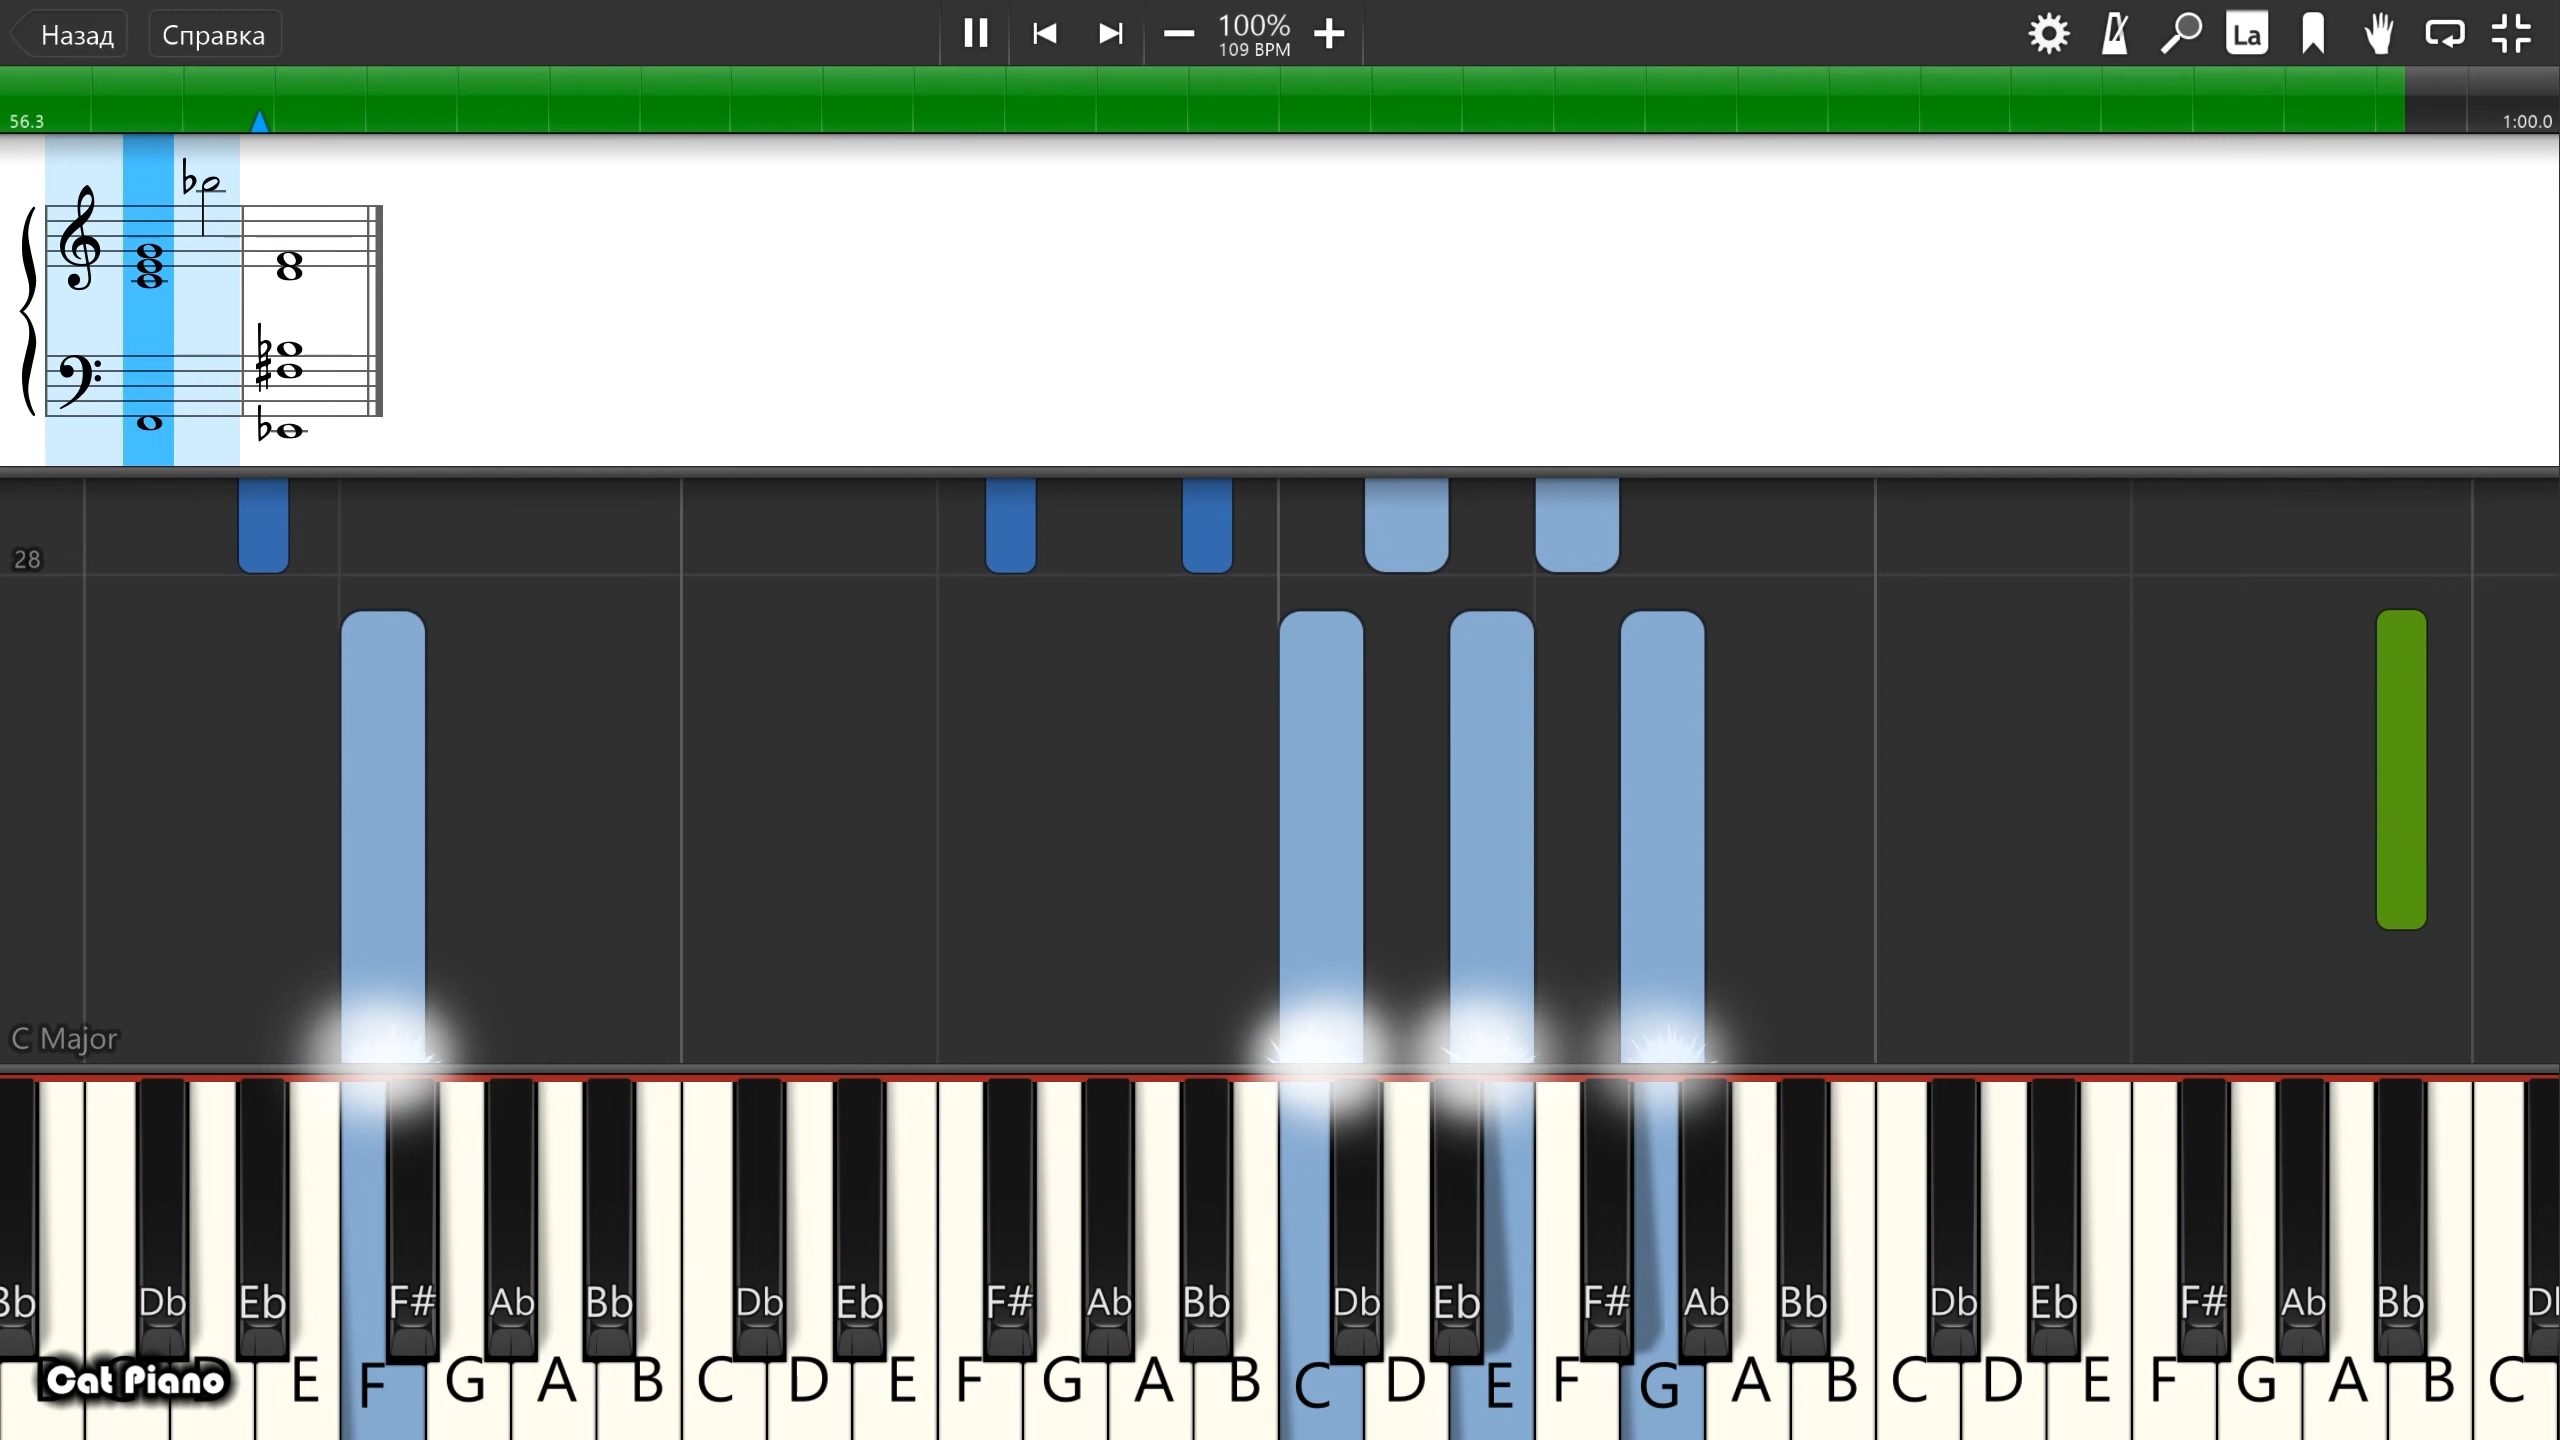 Назад Справка 100% La
109 BPM
56.3 1:00.0
28
C Major
Bb Db Eb F# Ab Bb Db Eb F# Ab Bb Db Eb F# Ab Bb Db Eb F# Ab Bb
Cat Piano E F G A B C D E F G A B C D E F G A B C D E F G A B C